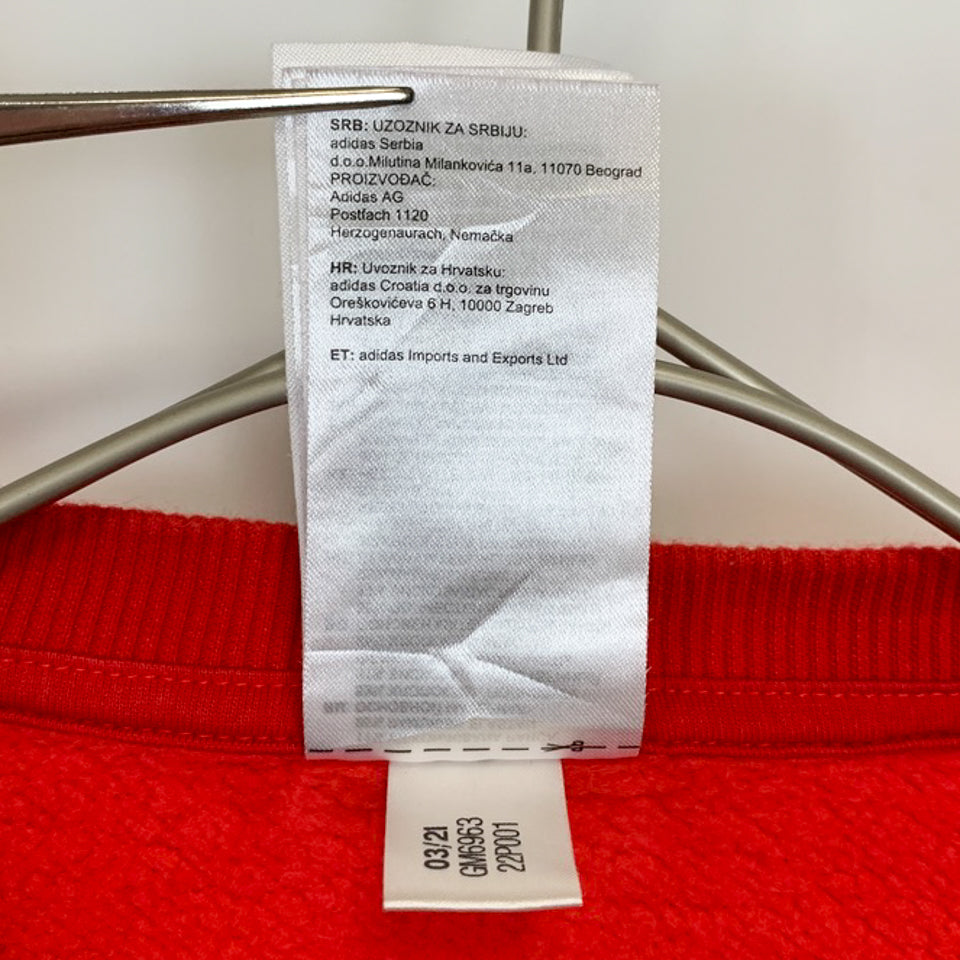 SRB: UZOZNIK ZA SRBIJU:
adidas Serbia
d.o.o.Milutina Milankovića 11a, 11070 Beograd
PROIZVOĐAČ:
Adidas AG
Postfach 1120
Herzogenaurach, Nemačka
HR: Uvoznik za Hrvatsku:
adidas Croatia d.o.o. za trgovinu
Oreškovićeva 6 H, 10000 Zagreb
Hrvatska
ET: adidas Imports and Exports Ltd
03/21
GM6963
22P001